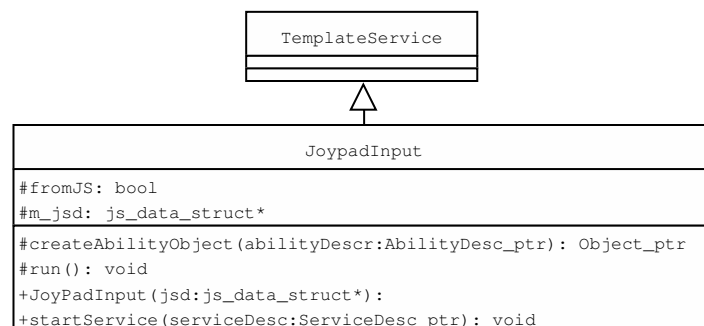 TemplateService
JoypadInput
#fromJS: bool
#m_jsd: js_data_struct*
#createAbilityObject(abilityDescr:AbilityDesc_ptr): Object_ptr
#run(): void
+JoyPadInput(jsd:js_data_struct*):
+startService(serviceDesc:ServiceDesc_ptr): void